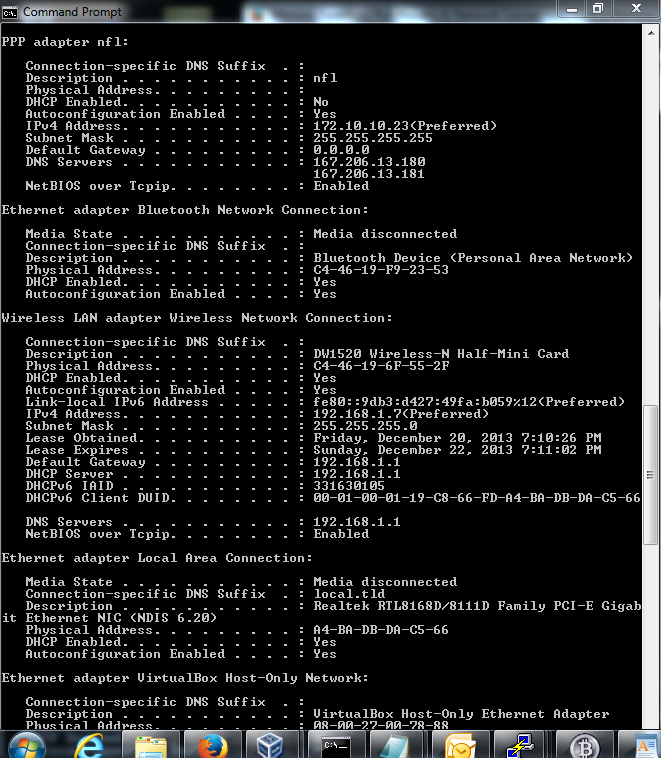 Command Prompt
PPP adapter nfl:
Connection-specific DNS Suffix  . :
Description . . . . . . . . . . . : nfl
Physical Address. . . . . . . . . :
DHCP Enabled. . . . . . . . . . . : No
Autoconfiguration Enabled . . . . : Yes
IPv4 Address. . . . . . . . . . . : 172.10.10.23(Preferred)
Subnet Mask . . . . . . . . . . . : 255.255.255.255
Default Gateway . . . . . . . . . : 0.0.0.0
DNS Servers . . . . . . . . . . . : 167.206.13.180
167.206.13.181
NetBIOS over Tcpip. . . . . . . . : Enabled
Ethernet adapter Bluetooth Network Connection:
Media State . . . . . . . . . . . : Media disconnected
Connection-specific DNS Suffix  . :
Description . . . . . . . . . . . : Bluetooth Device (Personal Area Network)
Physical Address. . . . . . . . . : C4-46-19-F9-23-53
DHCP Enabled. . . . . . . . . . . : Yes
Autoconfiguration Enabled . . . . : Yes
Wireless LAN adapter Wireless Network Connection:
Connection-specific DNS Suffix  . :
Description . . . . . . . . . . . : DW1520 Wireless-N Half-Mini Card
Physical Address. . . . . . . . . : C4-46-19-6F-55-2F
DHCP Enabled. . . . . . . . . . . : Yes
Autoconfiguration Enabled . . . . : Yes
Link-local IPv6 Address . . . . . : fe80::9db3:d427:49fa:b059%12(Preferred)
IPv4 Address. . . . . . . . . . . : 192.168.1.7(Preferred)
Subnet Mask . . . . . . . . . . . : 255.255.255.0
Lease Obtained. . . . . . . . . . : Friday, December 20, 2013 7:10:26 PM
Lease Expires . . . . . . . . . . : Sunday, December 22, 2013 7:11:02 PM
Default Gateway . . . . . . . . . : 192.168.1.1
DHCP Server . . . . . . . . . . . : 192.168.1.1
DHCPv6 IAID . . . . . . . . . . . : 331630105
DHCPv6 Client DUID. . . . . . . . : 00-01-00-01-19-C8-66-FD-A4-BA-DB-DA-C5-66
DNS Servers . . . . . . . . . . . : 192.168.1.1
NetBIOS over Tcpip. . . . . . . . : Enabled
Ethernet adapter Local Area Connection:
Media State . . . . . . . . . . . : Media disconnected
Connection-specific DNS Suffix  . : local.tld
Description . . . . . . . . . . . : Realtek RTL8168D/8111D Family PCI-E Gigab
it Ethernet NIC (NDIS 6.20)
Physical Address. . . . . . . . . : A4-BA-DB-DA-C5-66
DHCP Enabled. . . . . . . . . . . : Yes
Autoconfiguration Enabled . . . . : Yes
Ethernet adapter VirtualBox Host-Only Network:
Connection-specific DNS Suffix  . :
Description . . . . . . . . . . . : VirtualBox Host-Only Ethernet Adapter
Physical Address. . . . . . . . . : 08-00-27-00-78-88